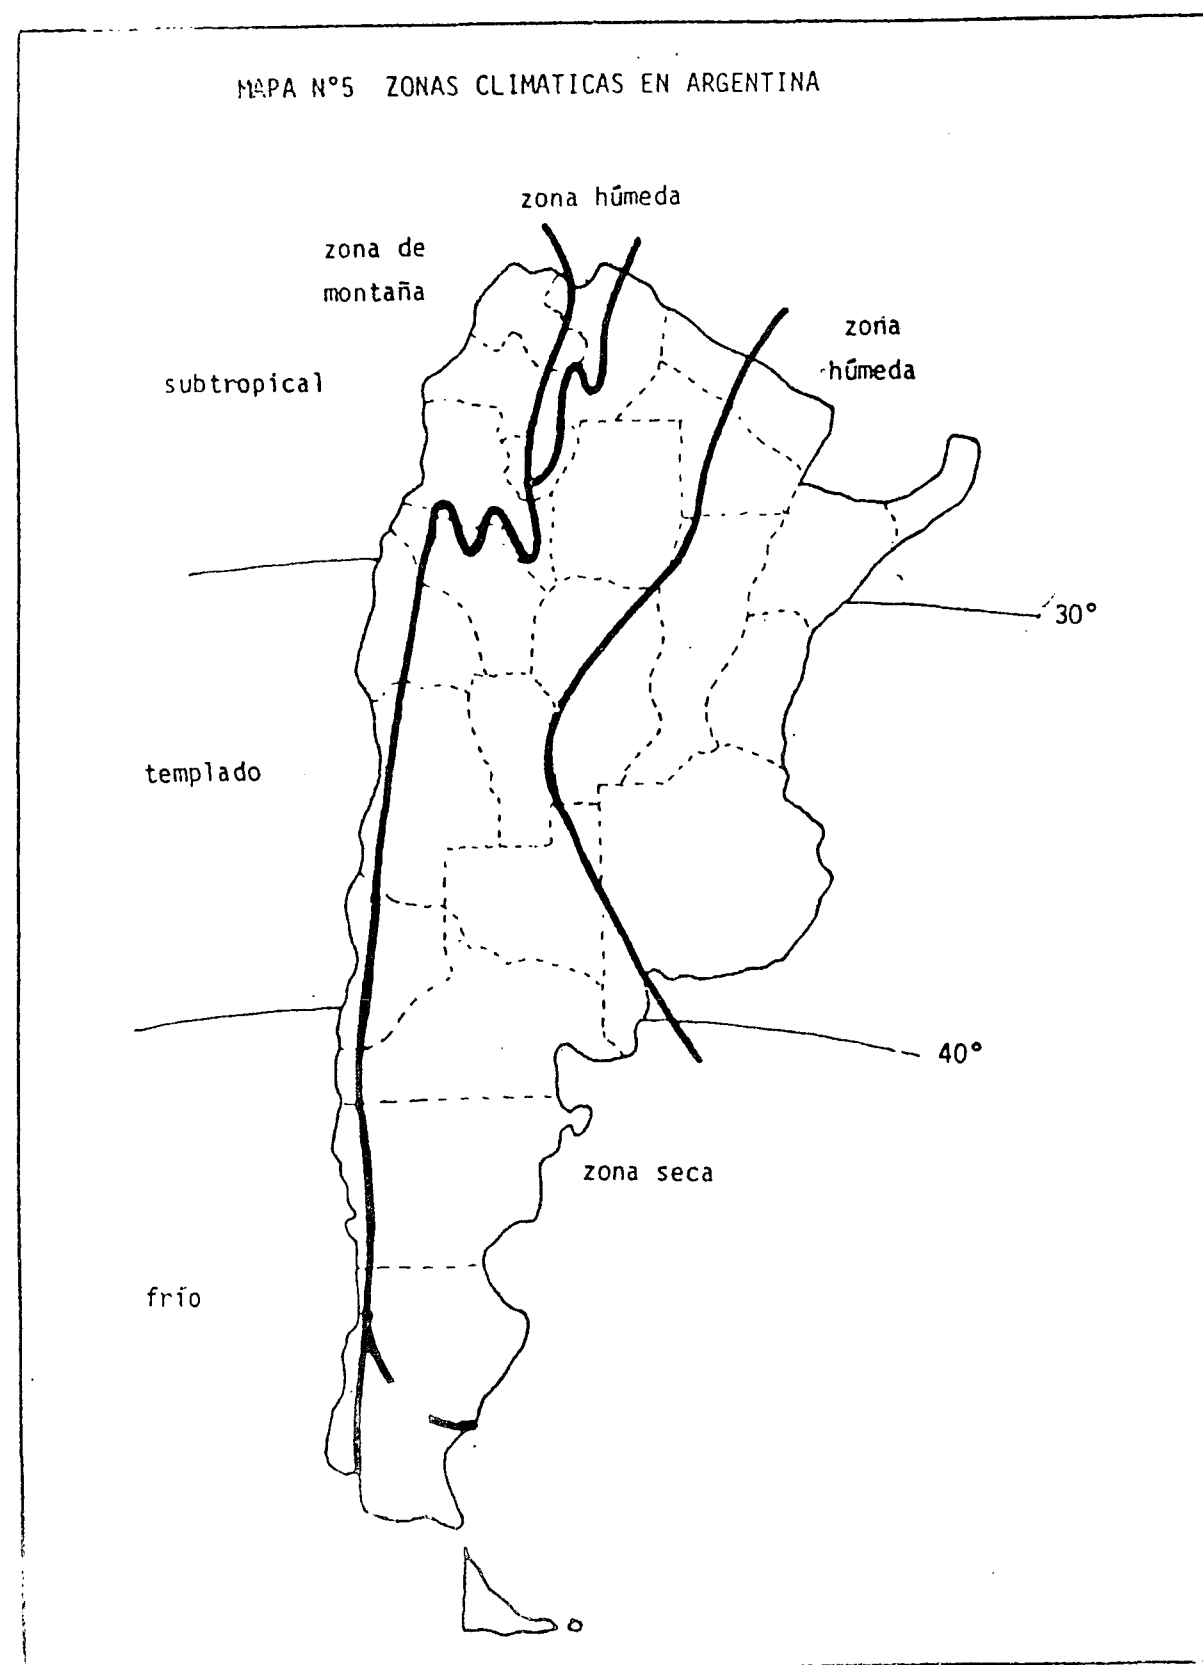 MAPA N°5 ZONAS CLIMATICAS EN ARGENTINA
zona húmeda
zona de
montaña
zona
húmeda
subtropical
30°
templado
40°
zona seca
frío